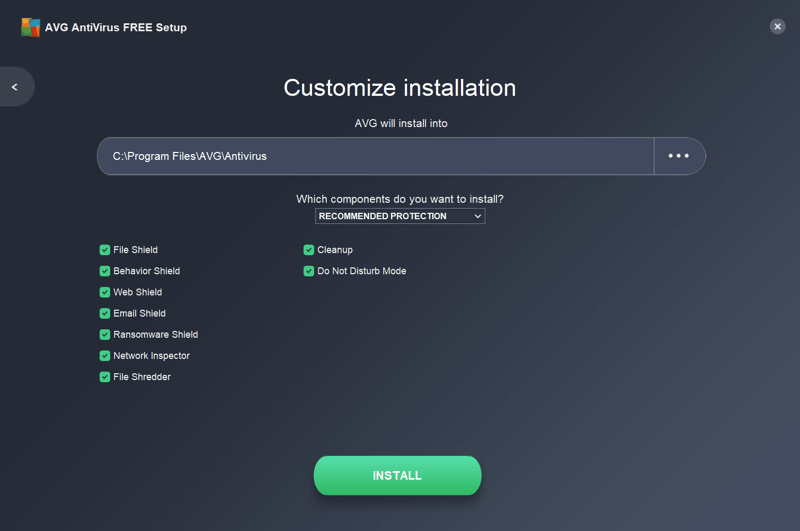 AVG AntiVirus FREE Setup
Customize installation
AVG will install into
C:\Program Files\AVG\Antivirus
Which components do you want to install?
RECOMMENDED PROTECTION
File Shield
Behavior Shield
Web Shield
Email Shield
Ransomware Shield
Network Inspector
File Shredder
Cleanup
Do Not Disturb Mode
INSTALL